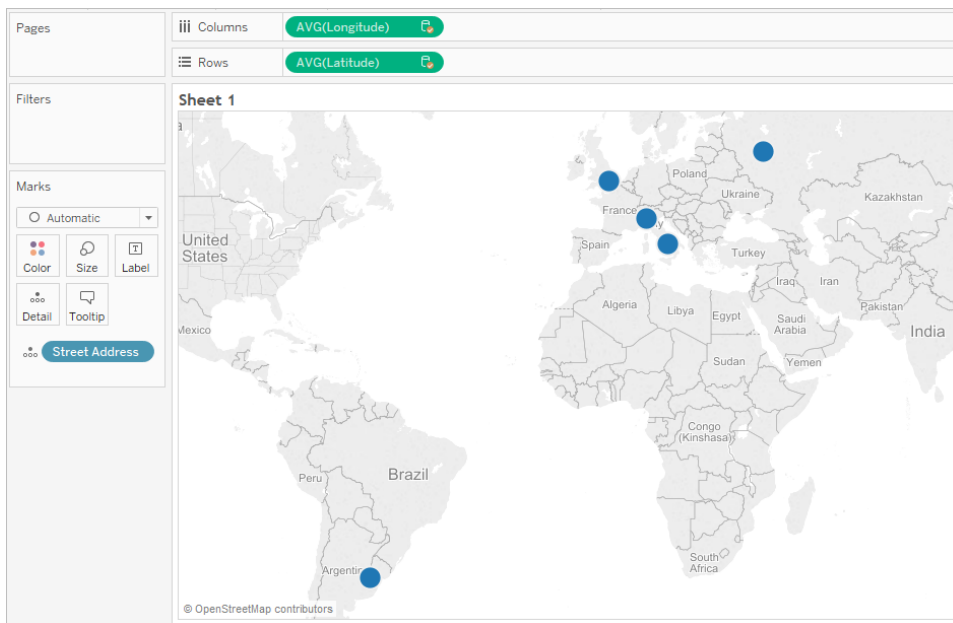 Pages
Columns
AVG(Longitude)
Rows
AVG(Latitude)
Filters
Marks
Automatic
Color
Size
T
Label
Detail
Tooltip
Street Address
Sheet 1
a
United
States
Mexico
Poland
Ukraine
Kazakhstan
France
Spain
Turkey
Iraq
Iran
Pakistan
Algeria
Libya
Egypt
Saudi
Arabia
India
Sudan
Yemen
Congo
(Kinshasa)
Peru
Brazil
South
Africa
© OpenStreetMap contributors